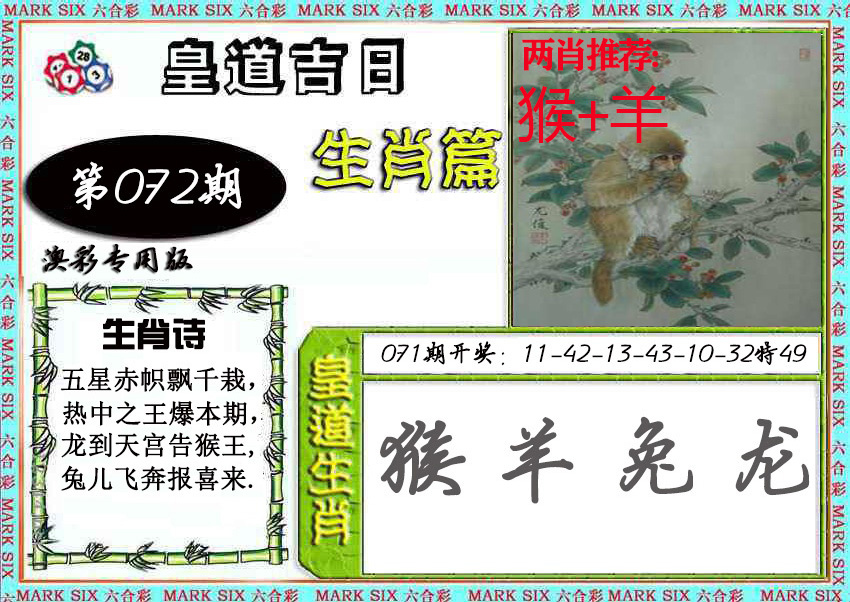 MARK SIX 六合彩 MARK SIX 六合彩 MARK SIX 六合彩 MARK SIX 六合彩 MARK SIX 六合彩 MARK SIX 六合彩
28
1
3
皇道吉日
两肖推荐:
猴+羊
生肖篇
第072期
澳彩专用版
生肖诗
五星赤帜飘千栽，
热中之王爆本期，
龙到天宫告猴王，
兔儿飞奔报喜来.
071期开奖：11-42-13-43-10-32特49
皇道生肖
猴 羊 兔 龙
MARK SIX 六合彩 MARK SIX 六合彩 MARK SIX 六合彩 MARK SIX 六合彩 MARK SIX 六合彩 MARK SIX